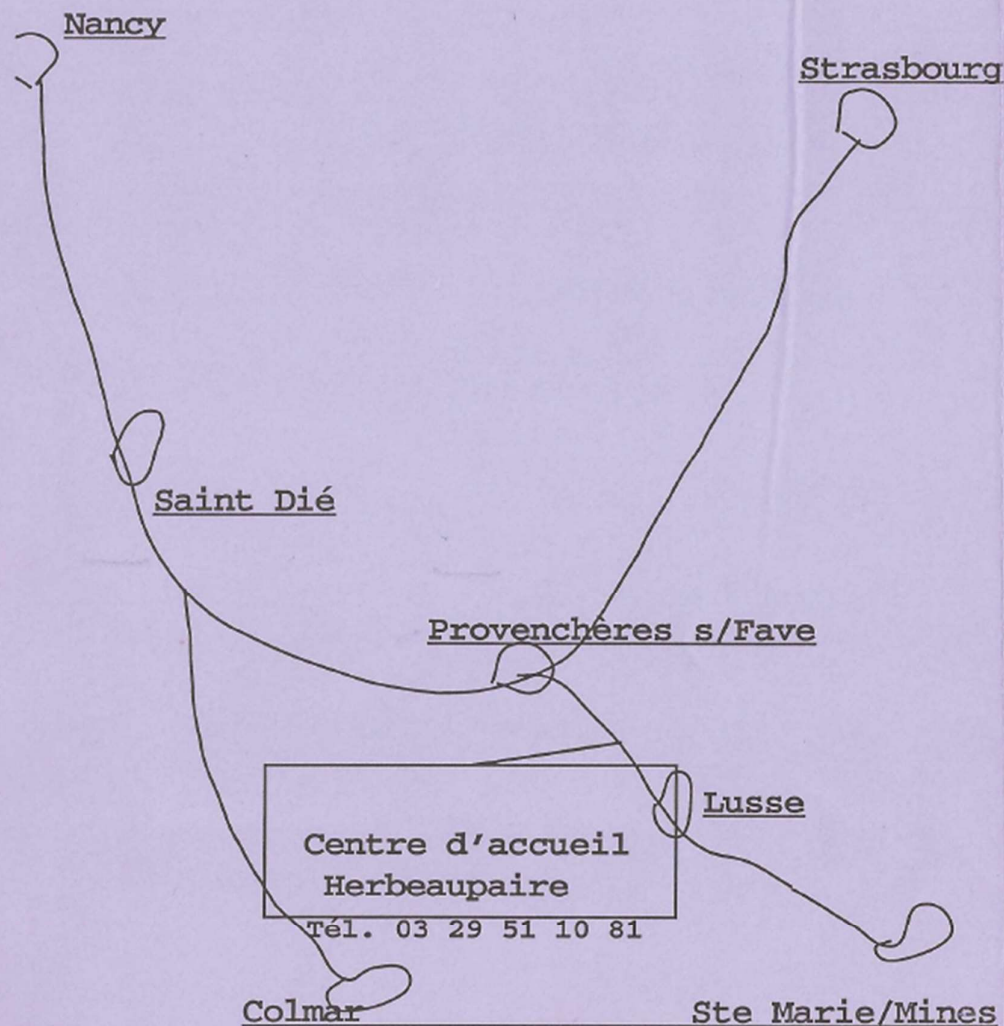 Nancy
Strasbourg
Saint Dié
Provenchères s/Fave
Lusse
Centre d'accueil
Herbeaupaire
Tél. 03 29 51 10 81
Colmar
Ste Marie/Mines